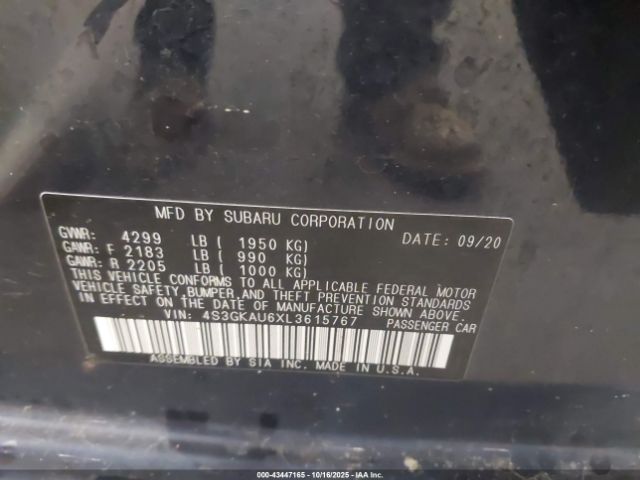 MFD BY SUBARU CORPORATION
GVWR: 4299 LB ( 1950 KG) DATE: 09/20
GAWR: F 2183 LB ( 990 KG)
GAWR: R 2205 LB ( 1000 KG)
THIS VEHICLE CONFORMS TO ALL APPLICABLE FEDERAL MOTOR
VEHICLE SAFETY, BUMPER, AND THEFT PREVENTION STANDARDS
IN EFFECT ON THE DATE OF MANUFACTURE SHOWN ABOVE.
VIN: 4S3GKAU6XL3615767 PASSENGER CAR
ASSEMBLED BY SIA INC. MADE IN U.S.A.
000-43447165 - 10/16/2025 - IAAI.com